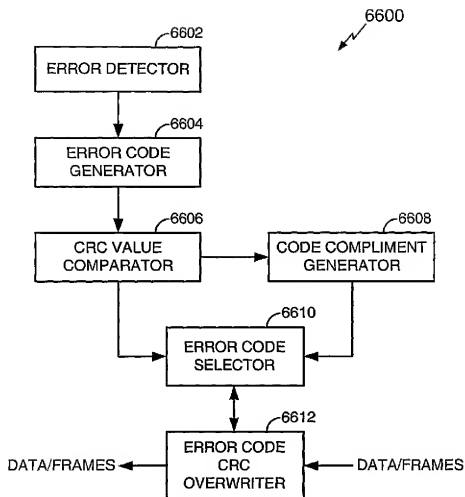 6600
6602
ERROR DETECTOR
6604
ERROR CODE
GENERATOR
6606
CRC VALUE
COMPARATOR
6608
CODE COMPLIMENT
GENERATOR
6610
ERROR CODE
SELECTOR
6612
ERROR CODE
CRC
OVERWRITER
DATA/FRAMES
DATA/FRAMES